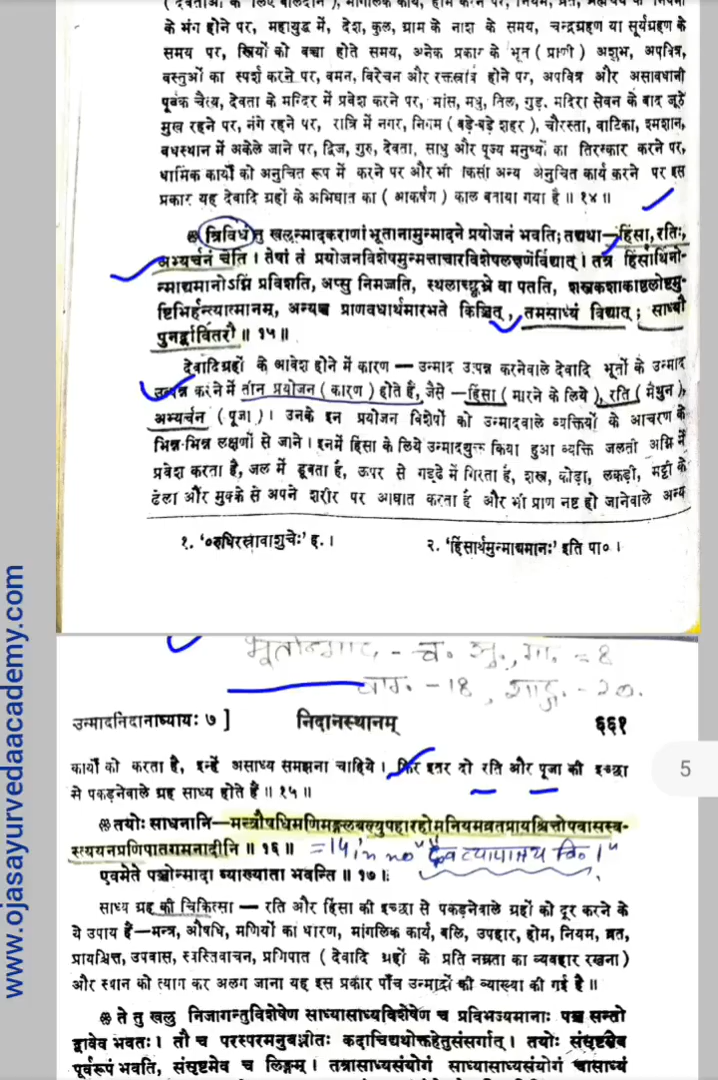 के भंग होने पर, महायुद्ध में, देश, कुल, ग्राम के नाश के समय, चन्द्रग्रहण या सूर्यग्रहण के
समय पर, स्त्रियों को बच्चा होते समय, अनेक प्रकार के भूत ( प्राणी ) अशुभ, अपवित्र,
वस्तुओं का स्पर्श करने पर, वमन, विरेचन और रक्तस्राव होने पर, अपवित्र और असावधानी
पूर्वक चैत्य, देवता के मन्दिर में प्रवेश करने पर, मांस, मधु, तिल, गुड़, मदिरा सेवन के बाद जूठे
मुख रहने पर, नंगे रहने पर, रात्रि में नगर, निगम ( बड़े-बड़े शहर ), चौरस्ता, वाटिका, श्मशान,
वधस्थान में अकेले जाने पर, द्विज, गुरु, देवता, साधु और पूज्य मनुष्यों का तिरस्कार करने पर,
धार्मिक कार्यों को अनुचित रूप में करने पर और भी किसी अन्य अनुचित कार्य करने पर इस
प्रकार यह देवादि ग्रहों के अभिघात का ( आकर्षण ) काल बताया गया है ॥ १४ ॥
त्रिविधं तु खलून्मादकराणां भूतानामुन्मादने प्रयोजनं भवति; तद्यथा—हिंसा, रतिः,
अभ्यर्चनं चेति । तेषां तं प्रयोजनविशेषमुन्मत्ताचारविशेषलक्षणैर्विद्यात् । तत्र हिंसार्थिनो-
न्माद्यमानोऽग्निं प्रविशति, अप्सु निमज्जति, स्थलाच्छ्वभ्रे वा पतति, शस्त्रकशाकाष्ठलोष्टमु-
ष्टिभिर्हन्त्यात्मानम्, अन्यच्च प्राणवधार्थमारभते किञ्चित्, तमसाध्यं विद्यात्; साध्यौ
पुनर्द्वावितरौ ॥ १५ ॥
देवादिग्रहों के आवेश होने में कारण — उन्माद उत्पन्न करनेवाले देवादि भूतों के उन्माद
उत्पन्न करने में तीन प्रयोजन ( कारण ) होते हैं, जैसे —हिंसा ( मारने के लिये ), रति ( मैथुन ),
अभ्यर्चन ( पूजा ) । उनके इन प्रयोजन विशेषों को उन्मादवाले व्यक्तियों के आचरण के
भिन्न-भिन्न लक्षणों से जाने । इनमें हिंसा के लिये उन्मादयुक्त किया हुआ व्यक्ति जलती अग्नि में
प्रवेश करता है, जल में डूबता है, ऊपर से गड्ढे में गिरता है, शस्त्र, कोड़ा, लकड़ी, मट्टी के
ढेला और मुक्के से अपने शरीर पर आघात करता है और भी प्राण नष्ट हो जानेवाले अन्य
१. '०रुधिरस्रावाशुचेः' ह. । २. 'हिंसार्थमुन्माद्यमानः' इति पा० ।
भूतोन्माद - च. सु., मा. = 8
वाग. -18, शार्ङ्ग. - 20.
उन्मादनिदानाध्यायः ७ ] निदानस्थानम् ६६१
कार्यों को करता है, इन्हें असाध्य समझना चाहिये । फिर इतर दो रति और पूजा की इच्छा
से पकड़नेवाले ग्रह साध्य होते हैं ॥ १५ ॥
तयोः साधनानि—मन्त्रौषधिमणिमङ्गलबल्युपहारहोमनियमव्रतप्रायश्चित्तोपवासस्व-
स्त्ययनप्रणिपातगमनादीनि ॥ १६ ॥ =14 in no
एवमेते पञ्चोन्मादा व्याख्याता भवन्ति ॥ १७ ॥
साध्य ग्रह की चिकित्सा — रति और हिंसा की इच्छा से पकड़नेवाले ग्रहों को दूर करने के
ये उपाय हैं—मन्त्र, औषधि, मणियों का धारण, मांगलिक कार्य, बलि, उपहार, होम, नियम, व्रत,
प्रायश्चित्त, उपवास, स्वस्तिवाचन, प्रणिपात ( देवादि ग्रहों के प्रति नम्रता का व्यवहार रखना )
और स्थान को त्याग कर अलग जाना यह इस प्रकार पाँच उन्मादों की व्याख्या की गई है ॥
ते तु खलु निजागन्तुविशेषेण साध्यासाध्यविशेषेण च प्रविभज्यमानाः पञ्च सन्तो
द्वावेव भवतः । तौ च परस्परमनुबध्नीतः कदाचिद्यथोक्तहेतुसंसर्गात् । तयोः संसृष्टमेव
पूर्वरूपं भवति, संसृष्टमेव च लिङ्गम् । तत्रासाध्यसंयोगं साध्यासाध्यसंयोगं चासाध्यं
www.ojasayurvedaacademy.com
5